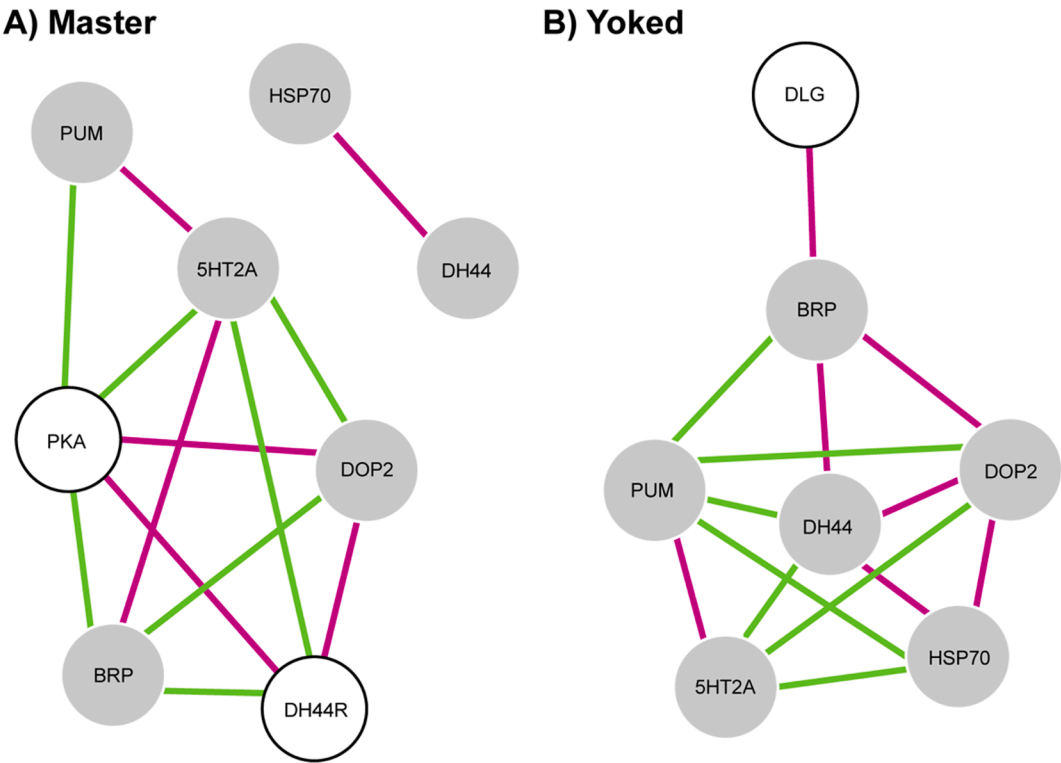 A) Master
B) Yoked
HSP70
PUM
5HT2A
DH44
PKA
DOP2
BRP
DH44R
DLG
BRP
DOP2
PUM
DH44
HSP70
5HT2A